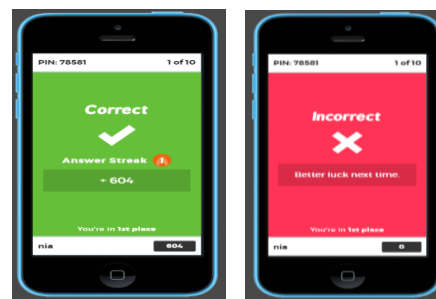 PIN: 78581 1 of 10
Correct
Answer Streak 1
+ 604
You're in 1st place
nia 604
PIN: 78581 1 of 10
Incorrect
Better luck next time.
You're in 1st place
nia 0